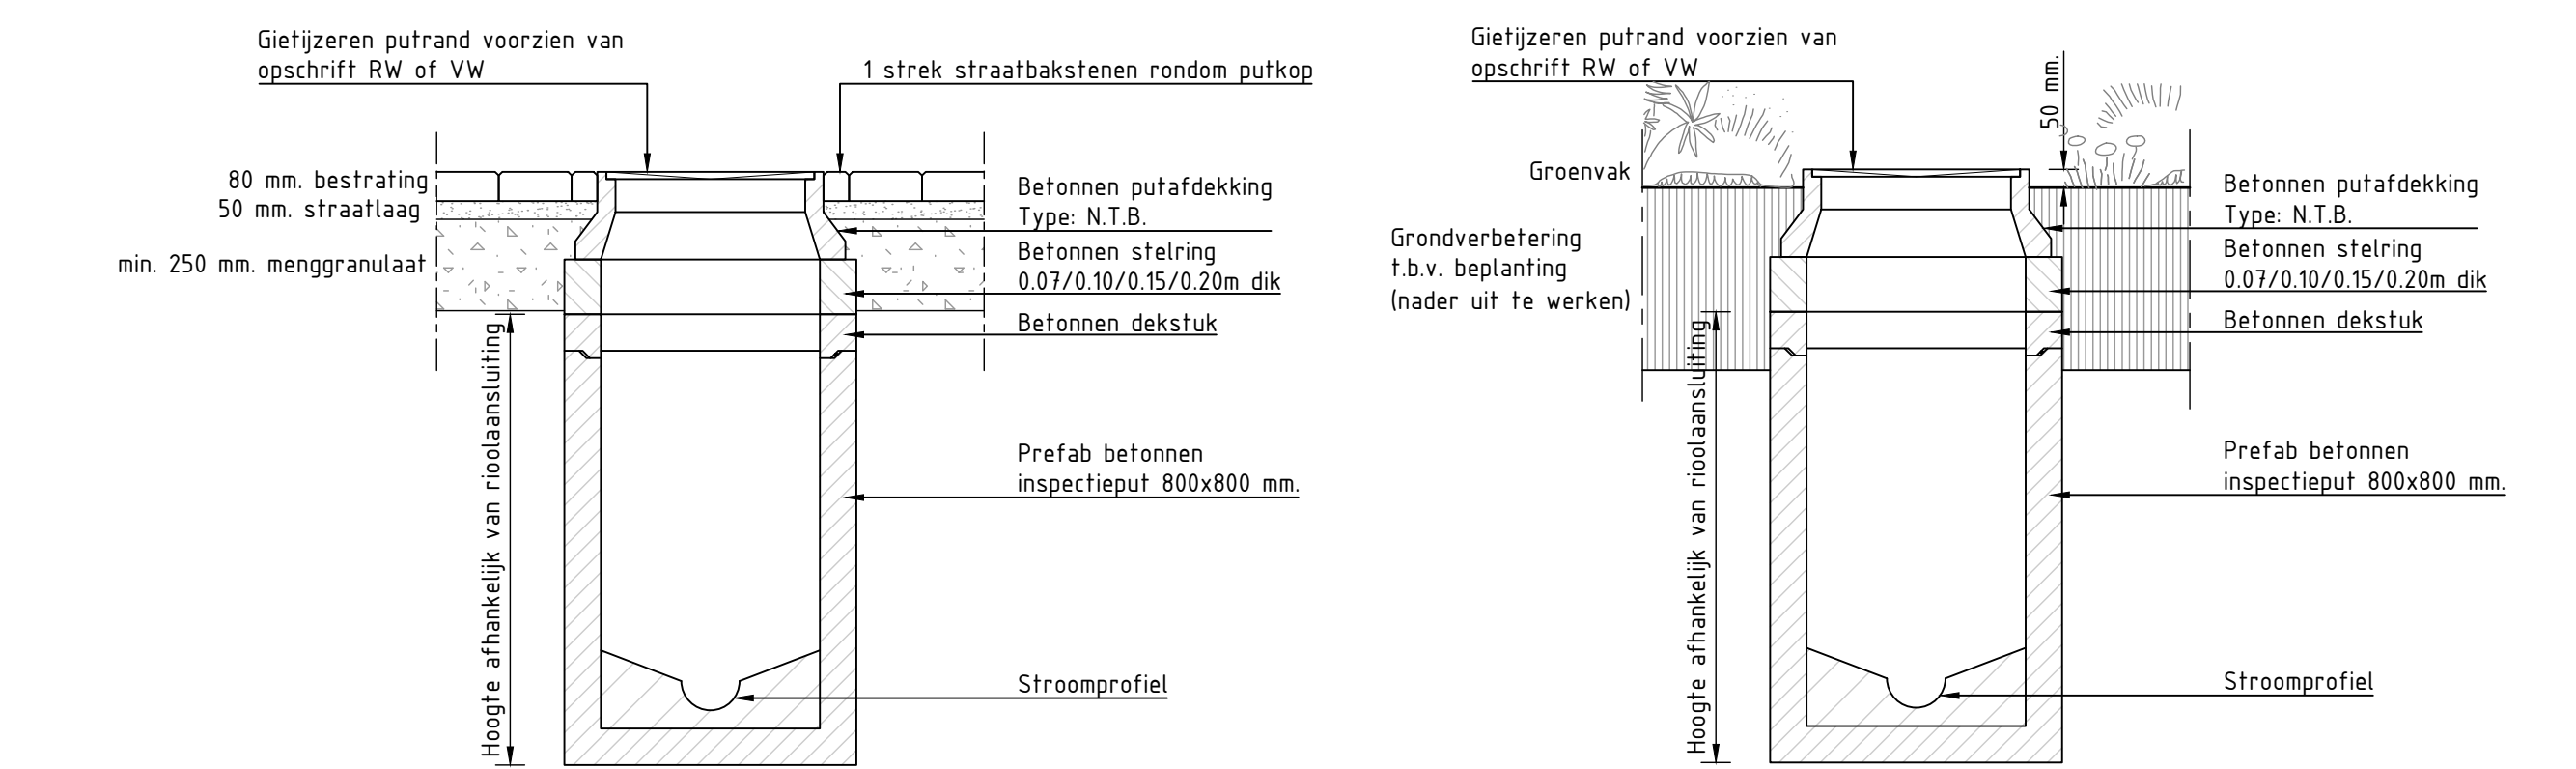 Gietijzeren putrand voorzien van
opschrift RW of VW
1 strek straatbakstenen rondom putkop
80 mm. bestrating
50 mm. straatlaag
min. 250 mm. menggranulaat
Betonnen putafdekking
Type: N.T.B.
Betonnen stelring
0.07/0.10/0.15/0.20m dik
Betonnen dekstuk
Hoogte afhankelijk van rioolaansluiting
Prefab betonnen
inspectieput 800x800 mm.
Stroomprofiel
Gietijzeren putrand voorzien van
opschrift RW of VW
50 mm.
Groenvak
Grondverbetering
t.b.v. beplanting
(nader uit te werken)
Betonnen putafdekking
Type: N.T.B.
Betonnen stelring
0.07/0.10/0.15/0.20m dik
Betonnen dekstuk
Hoogte afhankelijk van rioolaansluiting
Prefab betonnen
inspectieput 800x800 mm.
Stroomprofiel